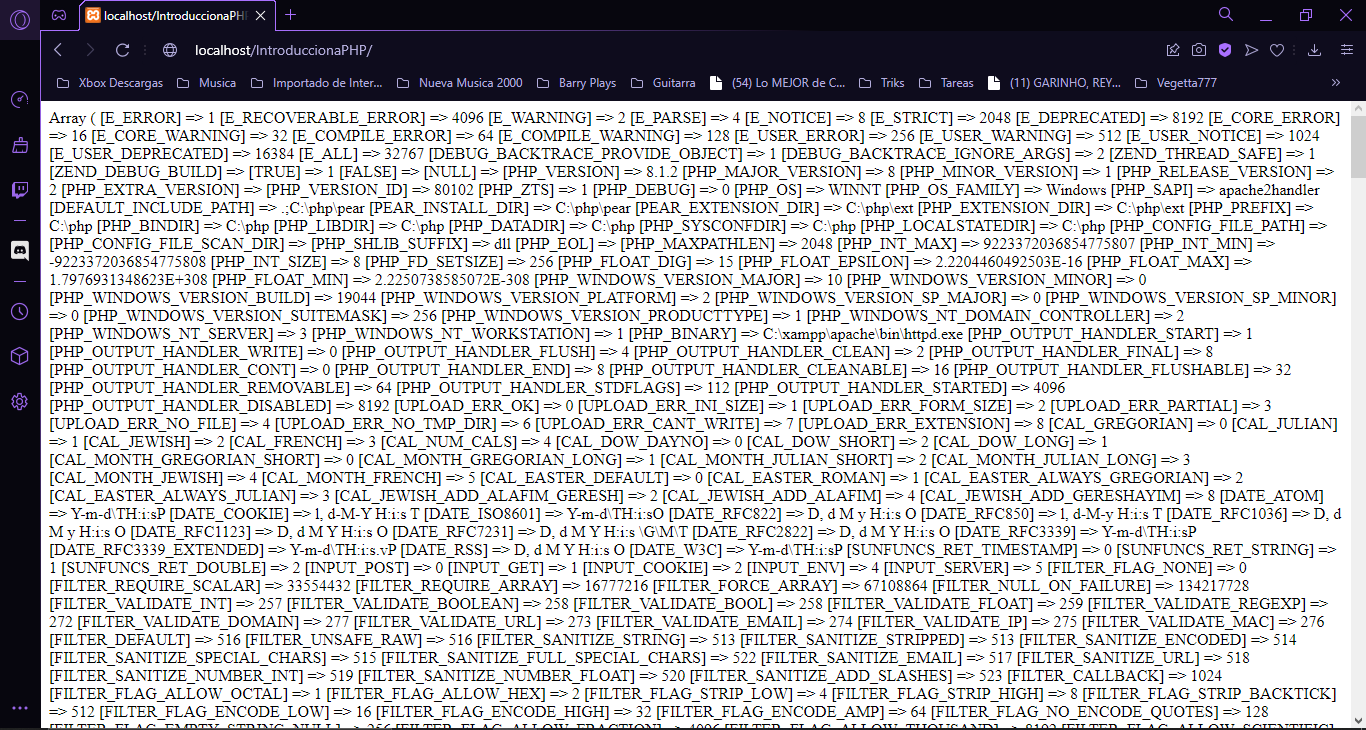 localhost/IntroduccionaPH
localhost/IntroduccionaPHP/
Xbox Descargas Musica Importado de Inter... Nueva Musica 2000 Barry Plays Guitarra (54) Lo MEJOR de C... Triks Tareas (11) GARINHO, REY... Vegetta777 »
Array ( [E_ERROR] => 1 [E_RECOVERABLE_ERROR] => 4096 [E_WARNING] => 2 [E_PARSE] => 4 [E_NOTICE] => 8 [E_STRICT] => 2048 [E_DEPRECATED] => 8192 [E_CORE_ERROR]
=> 16 [E_CORE_WARNING] => 32 [E_COMPILE_ERROR] => 64 [E_COMPILE_WARNING] => 128 [E_USER_ERROR] => 256 [E_USER_WARNING] => 512 [E_USER_NOTICE] => 1024
[E_USER_DEPRECATED] => 16384 [E_ALL] => 32767 [DEBUG_BACKTRACE_PROVIDE_OBJECT] => 1 [DEBUG_BACKTRACE_IGNORE_ARGS] => 2 [ZEND_THREAD_SAFE] => 1
[ZEND_DEBUG_BUILD] => [TRUE] => 1 [FALSE] => [NULL] => [PHP_VERSION] => 8.1.2 [PHP_MAJOR_VERSION] => 8 [PHP_MINOR_VERSION] => 1 [PHP_RELEASE_VERSION] =>
2 [PHP_EXTRA_VERSION] => [PHP_VERSION_ID] => 80102 [PHP_ZTS] => 1 [PHP_DEBUG] => 0 [PHP_OS] => WINNT [PHP_OS_FAMILY] => Windows [PHP_SAPI] => apache2handler
[DEFAULT_INCLUDE_PATH] => .;C:\php\pear [PEAR_INSTALL_DIR] => C:\php\pear [PEAR_EXTENSION_DIR] => C:\php\ext [PHP_EXTENSION_DIR] => C:\php\ext [PHP_PREFIX] =>
C:\php [PHP_BINDIR] => C:\php [PHP_LIBDIR] => C:\php [PHP_DATADIR] => C:\php [PHP_SYSCONFDIR] => C:\php [PHP_LOCALSTATEDIR] => C:\php [PHP_CONFIG_FILE_PATH] =>
[PHP_CONFIG_FILE_SCAN_DIR] => [PHP_SHLIB_SUFFIX] => dll [PHP_EOL] => [PHP_MAXPATHLEN] => 2048 [PHP_INT_MAX] => 9223372036854775807 [PHP_INT_MIN] =>
-9223372036854775808 [PHP_INT_SIZE] => 8 [PHP_FD_SETSIZE] => 256 [PHP_FLOAT_DIG] => 15 [PHP_FLOAT_EPSILON] => 2.2204460492503E-16 [PHP_FLOAT_MAX] =>
1.7976931348623E+308 [PHP_FLOAT_MIN] => 2.2250738585072E-308 [PHP_WINDOWS_VERSION_MAJOR] => 10 [PHP_WINDOWS_VERSION_MINOR] => 0
[PHP_WINDOWS_VERSION_BUILD] => 19044 [PHP_WINDOWS_VERSION_PLATFORM] => 2 [PHP_WINDOWS_VERSION_SP_MAJOR] => 0 [PHP_WINDOWS_VERSION_SP_MINOR]
=> 0 [PHP_WINDOWS_VERSION_SUITEMASK] => 256 [PHP_WINDOWS_VERSION_PRODUCTTYPE] => 1 [PHP_WINDOWS_NT_DOMAIN_CONTROLLER] => 2
[PHP_WINDOWS_NT_SERVER] => 3 [PHP_WINDOWS_NT_WORKSTATION] => 1 [PHP_BINARY] => C:\xampp\apache\bin\httpd.exe [PHP_OUTPUT_HANDLER_START] => 1
[PHP_OUTPUT_HANDLER_WRITE] => 0 [PHP_OUTPUT_HANDLER_FLUSH] => 4 [PHP_OUTPUT_HANDLER_CLEAN] => 2 [PHP_OUTPUT_HANDLER_FINAL] => 8
[PHP_OUTPUT_HANDLER_CONT] => 0 [PHP_OUTPUT_HANDLER_END] => 8 [PHP_OUTPUT_HANDLER_CLEANABLE] => 16 [PHP_OUTPUT_HANDLER_FLUSHABLE] => 32
[PHP_OUTPUT_HANDLER_REMOVABLE] => 64 [PHP_OUTPUT_HANDLER_STDFLAGS] => 112 [PHP_OUTPUT_HANDLER_STARTED] => 4096
[PHP_OUTPUT_HANDLER_DISABLED] => 8192 [UPLOAD_ERR_OK] => 0 [UPLOAD_ERR_INI_SIZE] => 1 [UPLOAD_ERR_FORM_SIZE] => 2 [UPLOAD_ERR_PARTIAL] => 3
[UPLOAD_ERR_NO_FILE] => 4 [UPLOAD_ERR_NO_TMP_DIR] => 6 [UPLOAD_ERR_CANT_WRITE] => 7 [UPLOAD_ERR_EXTENSION] => 8 [CAL_GREGORIAN] => 0 [CAL_JULIAN]
=> 1 [CAL_JEWISH] => 2 [CAL_FRENCH] => 3 [CAL_NUM_CALS] => 4 [CAL_DOW_DAYNO] => 0 [CAL_DOW_SHORT] => 2 [CAL_DOW_LONG] => 1
[CAL_MONTH_GREGORIAN_SHORT] => 0 [CAL_MONTH_GREGORIAN_LONG] => 1 [CAL_MONTH_JULIAN_SHORT] => 2 [CAL_MONTH_JULIAN_LONG] => 3
[CAL_MONTH_JEWISH] => 4 [CAL_MONTH_FRENCH] => 5 [CAL_EASTER_DEFAULT] => 0 [CAL_EASTER_ROMAN] => 1 [CAL_EASTER_ALWAYS_GREGORIAN] => 2
[CAL_EASTER_ALWAYS_JULIAN] => 3 [CAL_JEWISH_ADD_ALAFIM_GERESH] => 2 [CAL_JEWISH_ADD_ALAFIM] => 4 [CAL_JEWISH_ADD_GERESHAYIM] => 8 [DATE_ATOM]
=> Y-m-d\TH:i:sP [DATE_COOKIE] => l, d-M-Y H:i:s T [DATE_ISO8601] => Y-m-d\TH:i:sO [DATE_RFC822] => D, d M y H:i:s O [DATE_RFC850] => l, d-M-y H:i:s T [DATE_RFC1036] => D, d
M y H:i:s O [DATE_RFC1123] => D, d M Y H:i:s O [DATE_RFC7231] => D, d M Y H:i:s \G\M\T [DATE_RFC2822] => D, d M Y H:i:s O [DATE_RFC3339] => Y-m-d\TH:i:sP
[DATE_RFC3339_EXTENDED] => Y-m-d\TH:i:s.vP [DATE_RSS] => D, d M Y H:i:s O [DATE_W3C] => Y-m-d\TH:i:sP [SUNFUNCS_RET_TIMESTAMP] => 0 [SUNFUNCS_RET_STRING] =>
1 [SUNFUNCS_RET_DOUBLE] => 2 [INPUT_POST] => 0 [INPUT_GET] => 1 [INPUT_COOKIE] => 2 [INPUT_ENV] => 4 [INPUT_SERVER] => 5 [FILTER_FLAG_NONE] => 0
[FILTER_REQUIRE_SCALAR] => 33554432 [FILTER_REQUIRE_ARRAY] => 16777216 [FILTER_FORCE_ARRAY] => 67108864 [FILTER_NULL_ON_FAILURE] => 134217728
[FILTER_VALIDATE_INT] => 257 [FILTER_VALIDATE_BOOLEAN] => 258 [FILTER_VALIDATE_BOOL] => 258 [FILTER_VALIDATE_FLOAT] => 259 [FILTER_VALIDATE_REGEXP] =>
272 [FILTER_VALIDATE_DOMAIN] => 277 [FILTER_VALIDATE_URL] => 273 [FILTER_VALIDATE_EMAIL] => 274 [FILTER_VALIDATE_IP] => 275 [FILTER_VALIDATE_MAC] => 276
[FILTER_DEFAULT] => 516 [FILTER_UNSAFE_RAW] => 516 [FILTER_SANITIZE_STRING] => 513 [FILTER_SANITIZE_STRIPPED] => 513 [FILTER_SANITIZE_ENCODED] => 514
[FILTER_SANITIZE_SPECIAL_CHARS] => 515 [FILTER_SANITIZE_FULL_SPECIAL_CHARS] => 522 [FILTER_SANITIZE_EMAIL] => 517 [FILTER_SANITIZE_URL] => 518
[FILTER_SANITIZE_NUMBER_INT] => 519 [FILTER_SANITIZE_NUMBER_FLOAT] => 520 [FILTER_SANITIZE_ADD_SLASHES] => 523 [FILTER_CALLBACK] => 1024
[FILTER_FLAG_ALLOW_OCTAL] => 1 [FILTER_FLAG_ALLOW_HEX] => 2 [FILTER_FLAG_STRIP_LOW] => 4 [FILTER_FLAG_STRIP_HIGH] => 8 [FILTER_FLAG_STRIP_BACKTICK]
=> 512 [FILTER_FLAG_ENCODE_LOW] => 16 [FILTER_FLAG_ENCODE_HIGH] => 32 [FILTER_FLAG_ENCODE_AMP] => 64 [FILTER_FLAG_NO_ENCODE_QUOTES] => 128
[FILTER_FLAG_EMPTY_STRING_NULL] => 256 [FILTER_FLAG_ALLOW_FRACTION] => 4096 [FILTER_FLAG_ALLOW_THOUSAND] => 8192 [FILTER_FLAG_ALLOW_SCIENTIFIC]